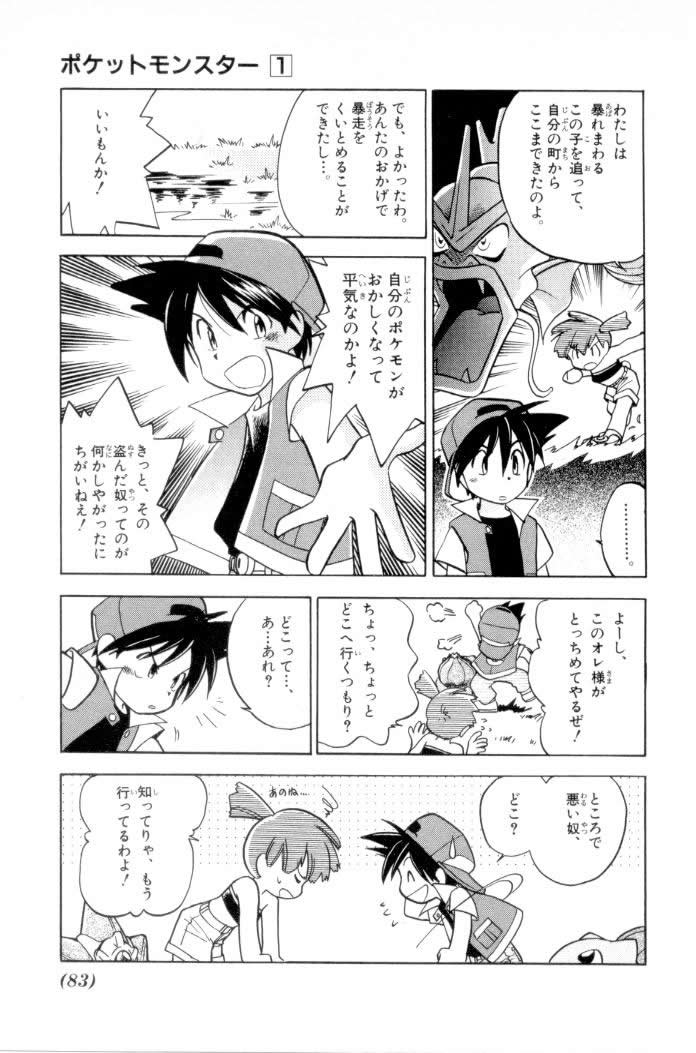 ポケットモンスター 1
わたしは
暴れまわる
この子を追って、
自分の町から
ここまできたのよ。
………。
でも、よかったわ。
あんたのおかげで
暴走を
くいとめることが
できたし…。
いいもんか!
自分のポケモンが
おかしくなって
平気なのかよ!
きっと、その
盗んだ奴ってのが
何かしやがったに
ちがいねえ!
よーし、
このオレ様が
とっちめてやるぜ!
ちょっ、ちょっと
どこへ行くつもり?
どこって…、
あ…あれ?
ところで
悪い奴、
どこ?
あのね…
知ってりゃ、もう
行ってるわよ!
(83)